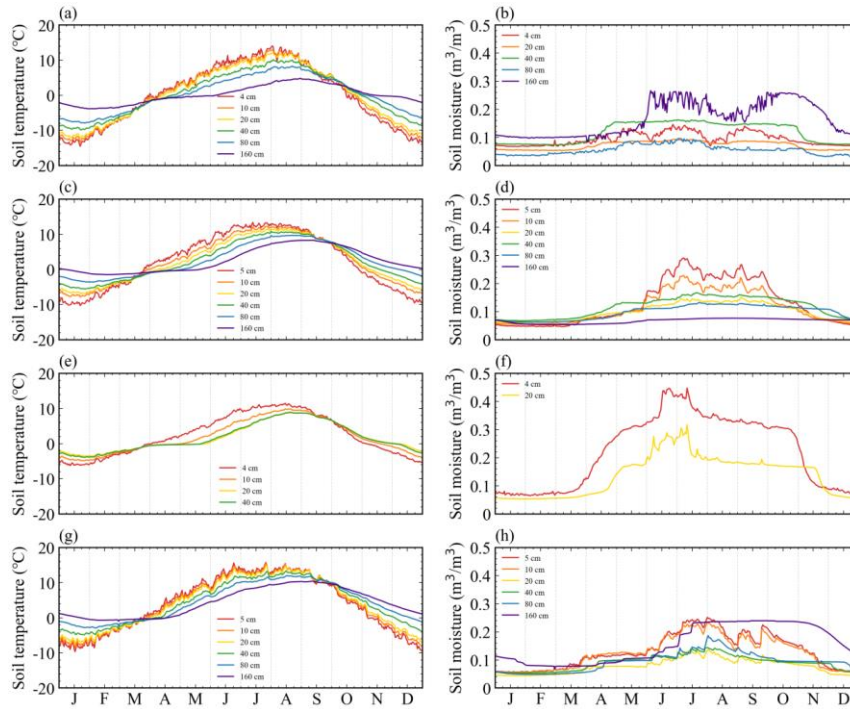 (a)
Soil temperature (°C)
20
10
0
-10
-20
4 cm
10 cm
20 cm
40 cm
80 cm
160 cm
(b)
Soil moisture (m³/m³)
0.5
0.4
0.3
0.2
0.1
0
4 cm
20 cm
40 cm
80 cm
160 cm
(c)
Soil temperature (°C)
20
10
0
-10
-20
5 cm
10 cm
20 cm
40 cm
80 cm
160 cm
(d)
Soil moisture (m³/m³)
0.5
0.4
0.3
0.2
0.1
0
5 cm
10 cm
20 cm
40 cm
80 cm
160 cm
(e)
Soil temperature (°C)
20
10
0
-10
-20
4 cm
10 cm
20 cm
40 cm
(f)
Soil moisture (m³/m³)
0.5
0.4
0.3
0.2
0.1
0
4 cm
20 cm
(g)
Soil temperature (°C)
20
10
0
-10
-20
5 cm
10 cm
20 cm
40 cm
80 cm
160 cm
J F M A M J J A S O N D
(h)
Soil moisture (m³/m³)
0.5
0.4
0.3
0.2
0.1
0
5 cm
10 cm
20 cm
40 cm
80 cm
160 cm
J F M A M J J A S O N D